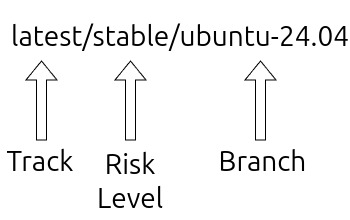 latest/stable/ubuntu-24.04
Track
Risk
Level
Branch